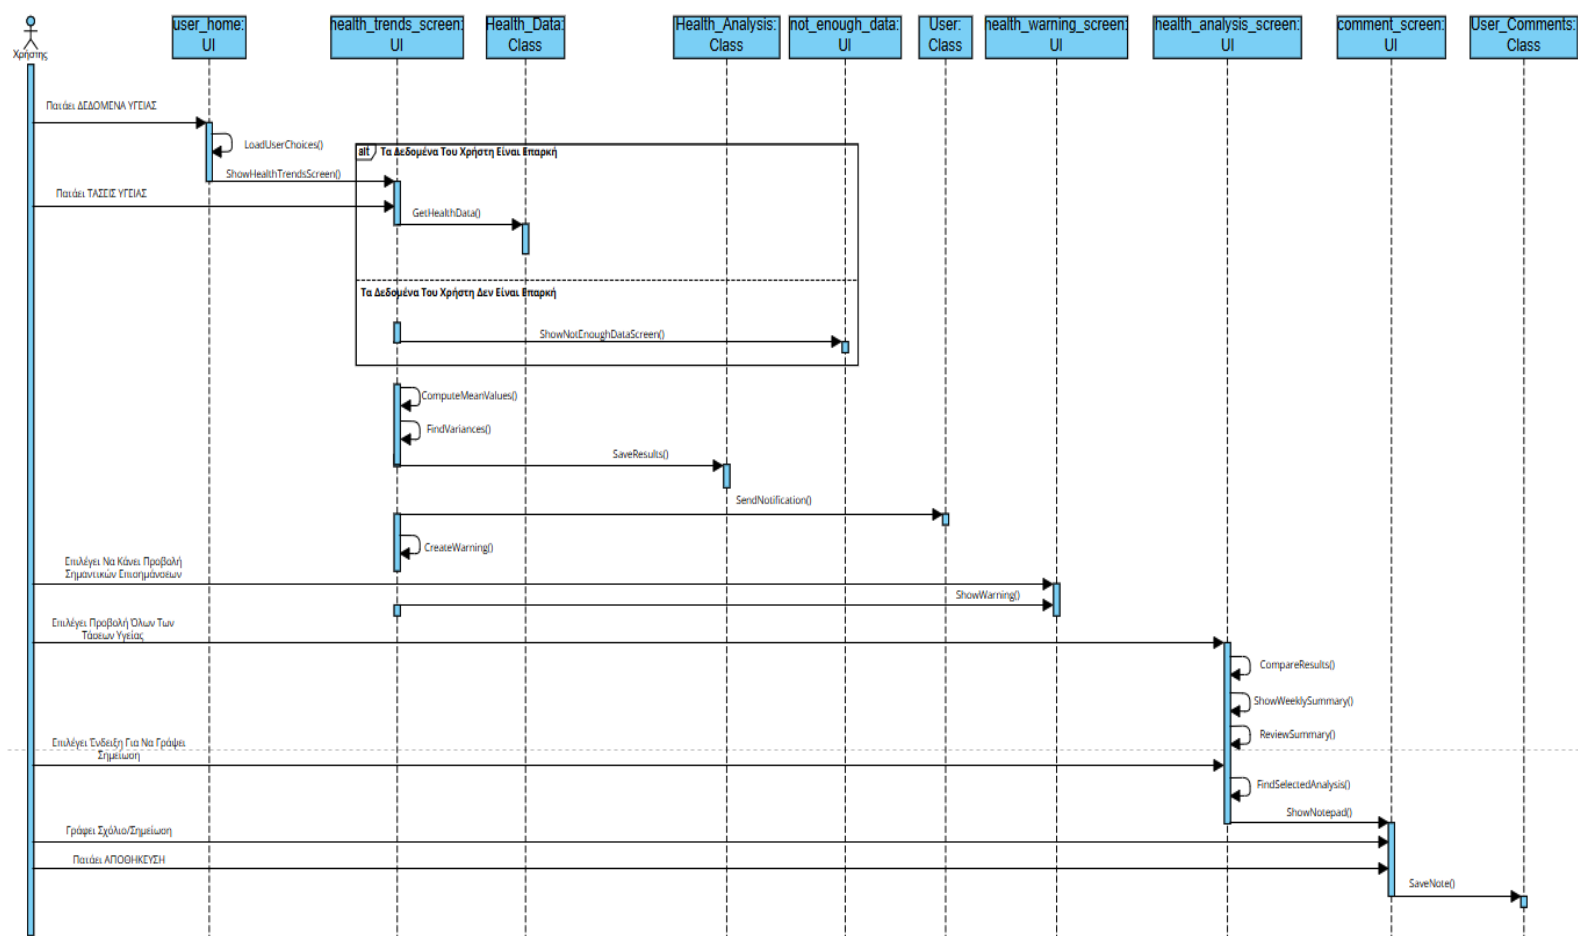 user_home:
UI
health_trends_screen:
UI
Health_Data:
Class
Health_Analysis:
Class
not_enough_data:
UI
User:
Class
health_warning_screen:
UI
health_analysis_screen:
UI
comment_screen:
UI
User_Comments:
Class
Χρήστης
Πατάει ΔΕΔΟΜΕΝΑ ΥΓΕΙΑΣ
LoadUserChoices()
alt Τα Δεδομένα Του Χρήστη Είναι Επαρκή
ShowHealthTrendsScreen()
Πατάει ΤΑΣΕΙΣ ΥΓΕΙΑΣ
GetHealthData()
Τα Δεδομένα Του Χρήστη Δεν Είναι Επαρκή
ShowNotEnoughDataScreen()
ComputeMeanValues()
FindVariances()
SaveResults()
SendNotification()
CreateWarning()
Επιλέγει Να Κάνει Προβολή
Σημαντικών Επισημάνσεων
ShowWarning()
Επιλέγει Προβολή Όλων Των
Τάσεων Υγείας
CompareResults()
ShowWeeklySummary()
ReviewSummary()
Επιλέγει Ένδειξη Για Να Γράψει
Σημείωση
FindSelectedAnalysis()
ShowNotepad()
Γράφει Σχόλιο/Σημείωση
Πατάει ΑΠΟΘΗΚΕΥΣΗ
SaveNote()